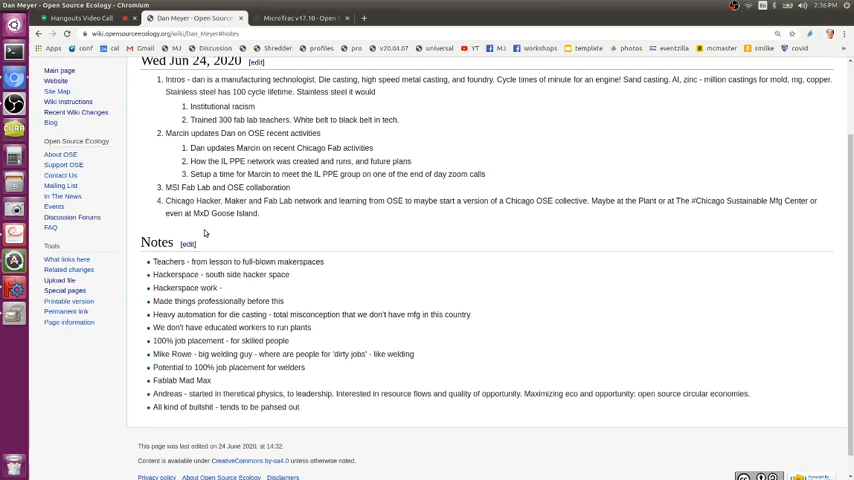 Dan Meyer - Open Source Ecology - Chromium
En
2:36 PM
Hangouts Video Call
Dan Meyer - Open Source
MicroTrac v17.10 - Open S
wiki.opensourceecology.org/wiki/Dan_Meyer#Notes
Apps
conf
cal
Gmail
MJ
Discussion
Shredder
profiles
pro
v20.04.07
universal
YT
MJ
workshops
template
photos
eventzilla
mcmaster
smilke
covid
Main page
Website
Site Map
Wiki Instructions
Recent Wiki Changes
Blog
Open Source Ecology
About OSE
Support OSE
Contact Us
Mailing List
In The News
Events
Discussion Forums
FAQ
Tools
What links here
Related changes
Upload file
Special pages
Printable version
Permanent link
Page information
Wed Jun 24, 2020 [edit]
1. Intros - dan is a manufacturing technologist. Die casting, high speed metal casting, and foundry. Cycle times of minute for an engine! Sand casting. Al, zinc - million castings for mold, mg, copper.
Stainless steel has 100 cycle lifetime. Stainless steel it would
1. Institutional racism
2. Trained 300 fab lab teachers. White belt to black belt in tech.
2. Marcin updates Dan on OSE recent activities
1. Dan updates Marcin on recent Chicago Fab activities
2. How the IL PPE network was created and runs, and future plans
3. Setup a time for Marcin to meet the IL PPE group on one of the end of day zoom calls
3. MSI Fab Lab and OSE collaboration
4. Chicago Hacker, Maker and Fab Lab network and learning from OSE to maybe start a version of a Chicago OSE collective. Maybe at the Plant or at The #Chicago Sustainable Mfg Center or
even at MxD Goose Island.
Notes [edit]
Teachers - from lesson to full-blown makerspaces
Hackerspace - south side hacker space
Hackerspace work -
Made things professionally before this
Heavy automation for die casting - total misconception that we don't have mfg in this country
We don't have educated workers to run plants
100% job placement - for skilled people
Mike Rowe - big welding guy - where are people for 'dirty jobs' - like welding
Potential to 100% job placement for welders
Fablab Mad Max
Andreas - started in theretical physis, to leadership. Interested in resource flows and quality of opportunity. Maximizing eco and opportunity: open source circular economies.
All kind of bullshit - tends to be pahsed out
This page was last edited on 24 June 2020, at 14:32.
Content is available under CreativeCommons by-sa4.0 unless otherwise noted.
Privacy policy
About Open Source Ecology
Disclaimers
CURA